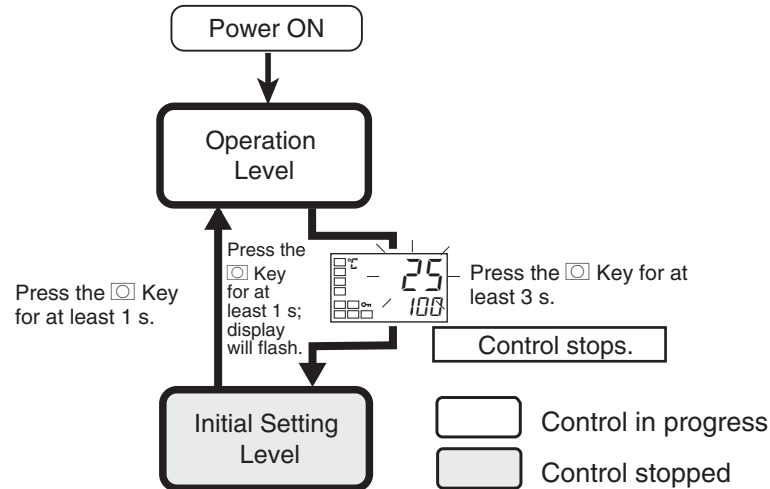 Power ON
Operation
Level
Press the
Key
for at
least 1 s;
display
will flash.
°C
25
100
Press the Key for at
least 3 s.
Press the Key
for at least 1 s.
Control stops.
Initial Setting
Level
Control in progress
Control stopped